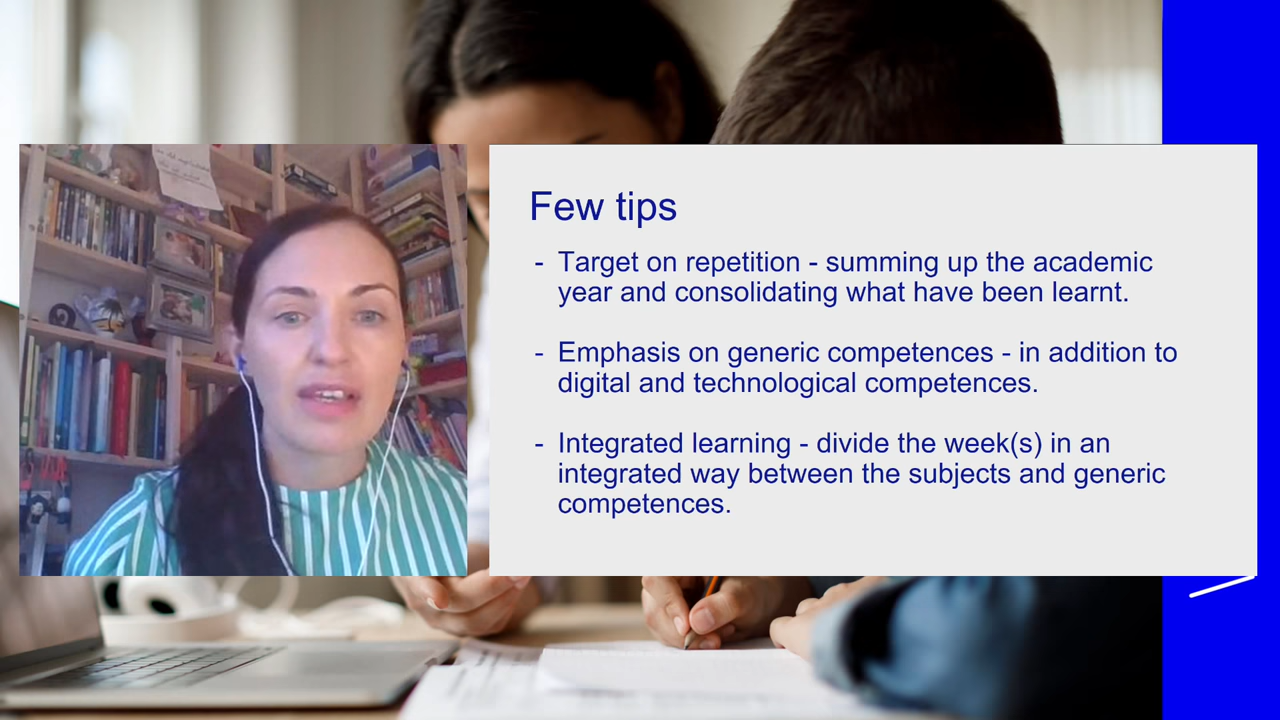 Few tips
- Target on repetition - summing up the academic
year and consolidating what have been learnt.
- Emphasis on generic competences - in addition to
digital and technological competences.
- Integrated learning - divide the week(s) in an
integrated way between the subjects and generic
competences.